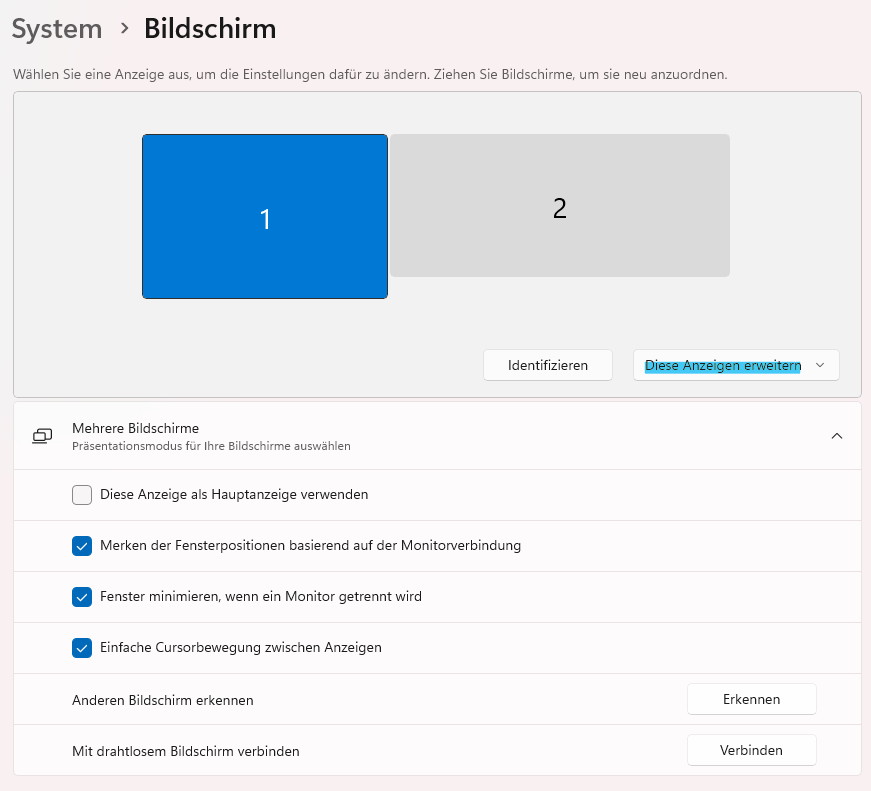 System > Bildschirm
Wählen Sie eine Anzeige aus, um die Einstellungen dafür zu ändern. Ziehen Sie Bildschirme, um sie neu anzuordnen.
1
2
Identifizieren
Diese Anzeigen erweitern
Mehrere Bildschirme
Präsentationsmodus für Ihre Bildschirme auswählen
Diese Anzeige als Hauptanzeige verwenden
Merken der Fensterpositionen basierend auf der Monitorverbindung
Fenster minimieren, wenn ein Monitor getrennt wird
Einfache Cursorbewegung zwischen Anzeigen
Anderen Bildschirm erkennen
Erkennen
Mit drahtlosem Bildschirm verbinden
Verbinden